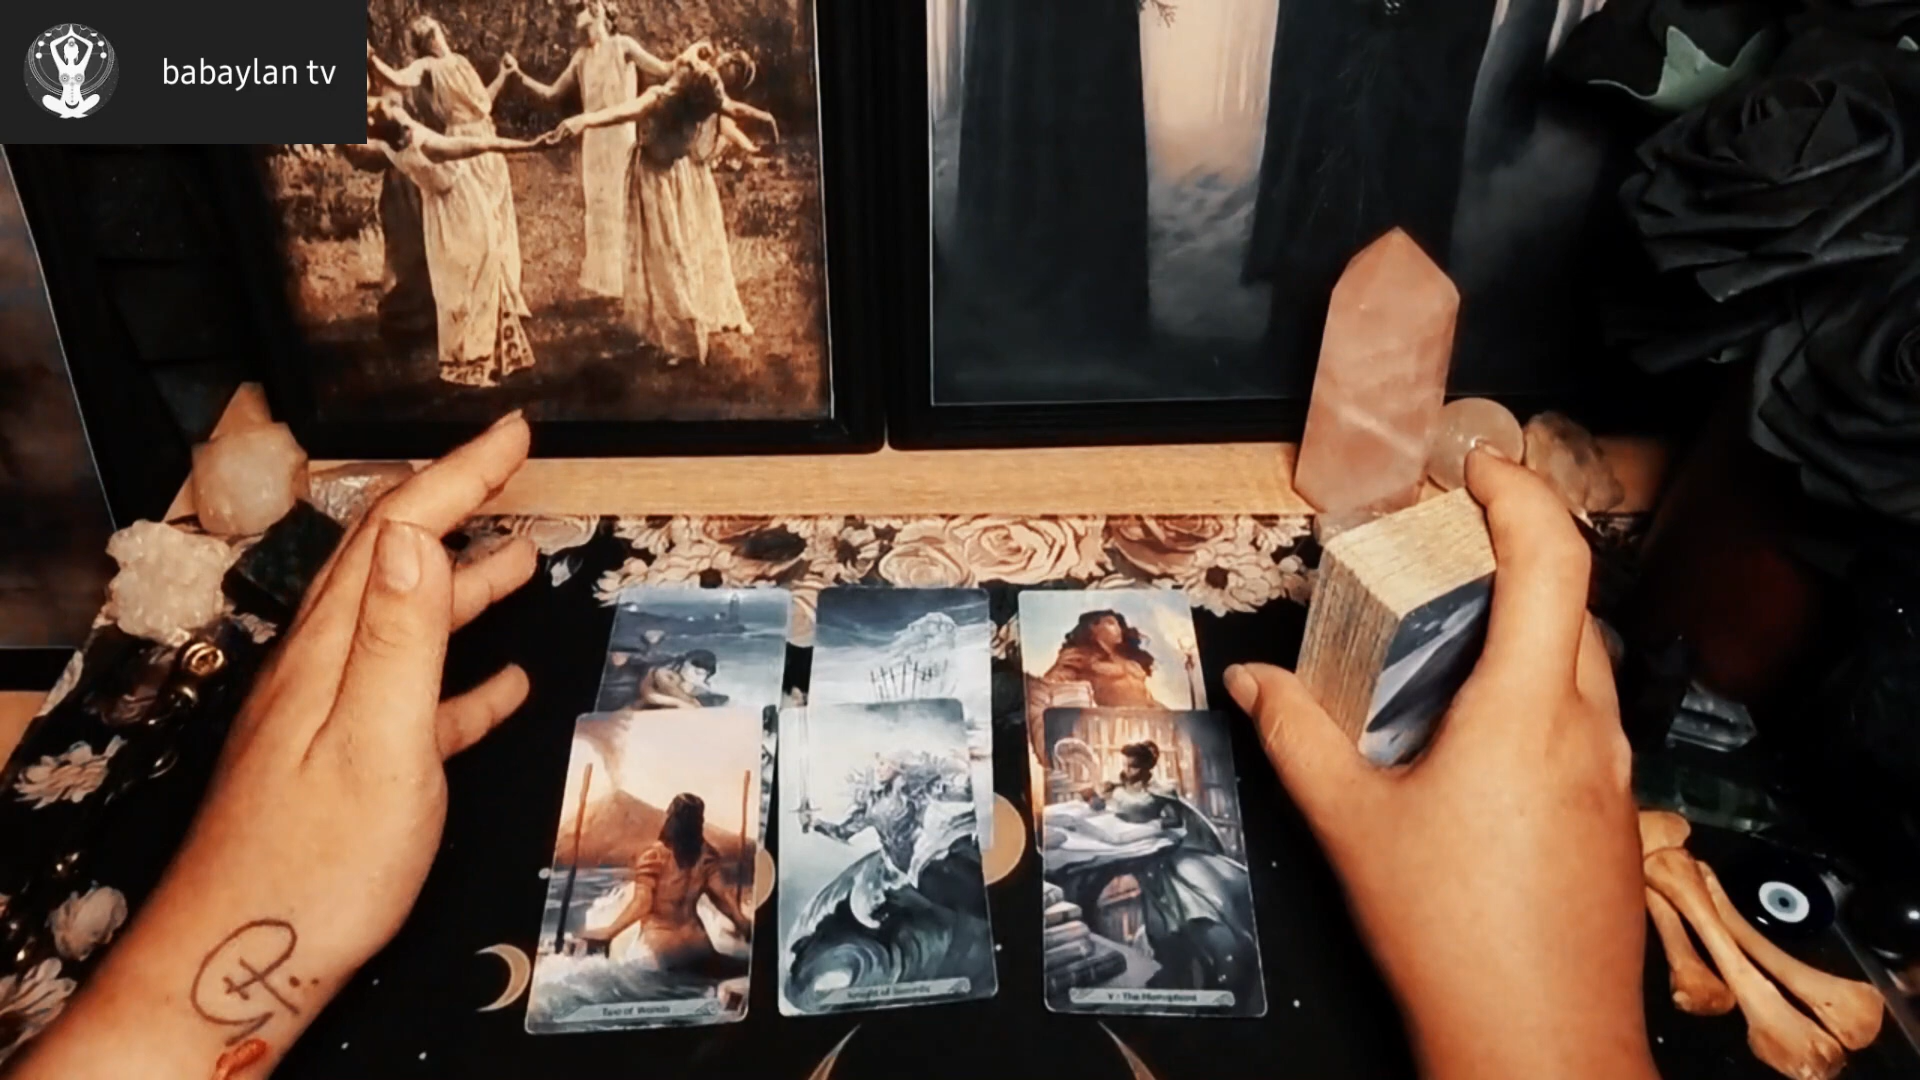 babaylan tv
Two of Wands
Knight of Swords
V - The Hierophant